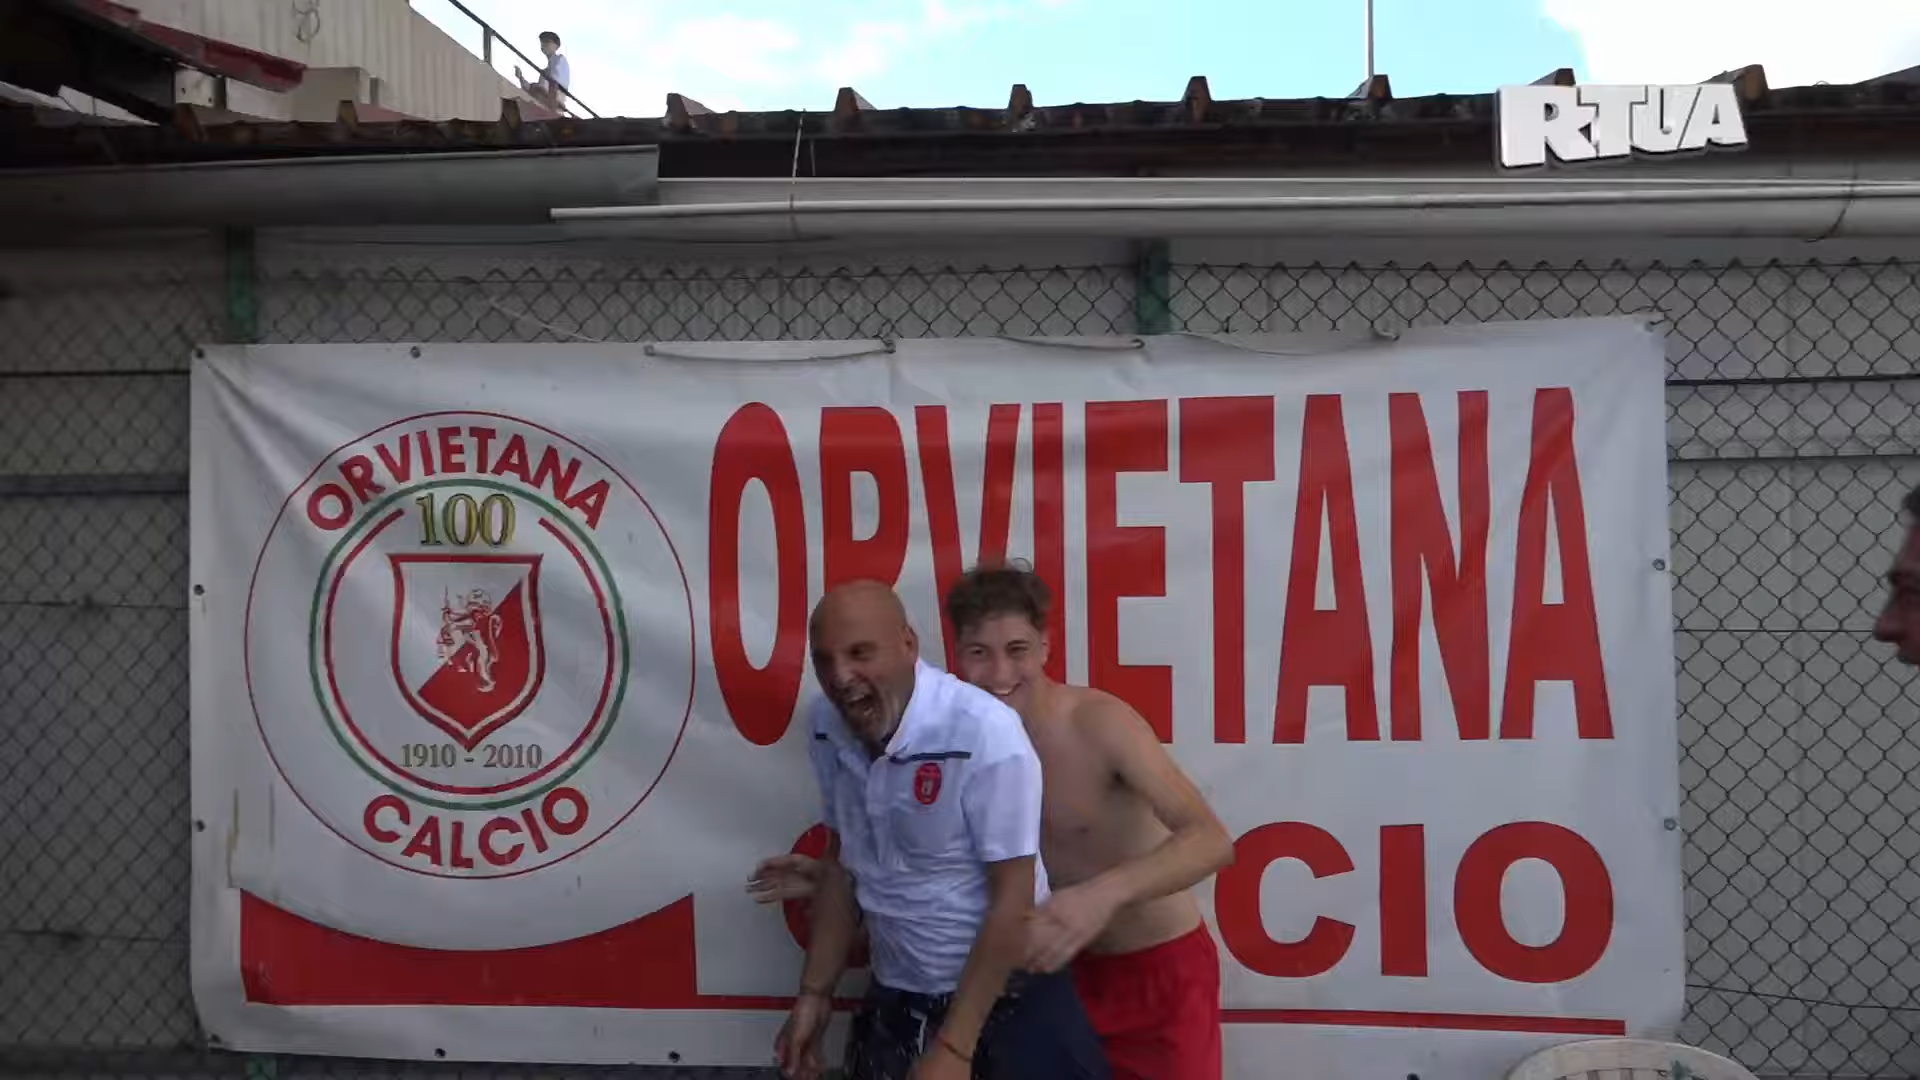 RTUA
ORVIETANA
100
1910 - 2010
CALCIO
ORVIETANA
CIO